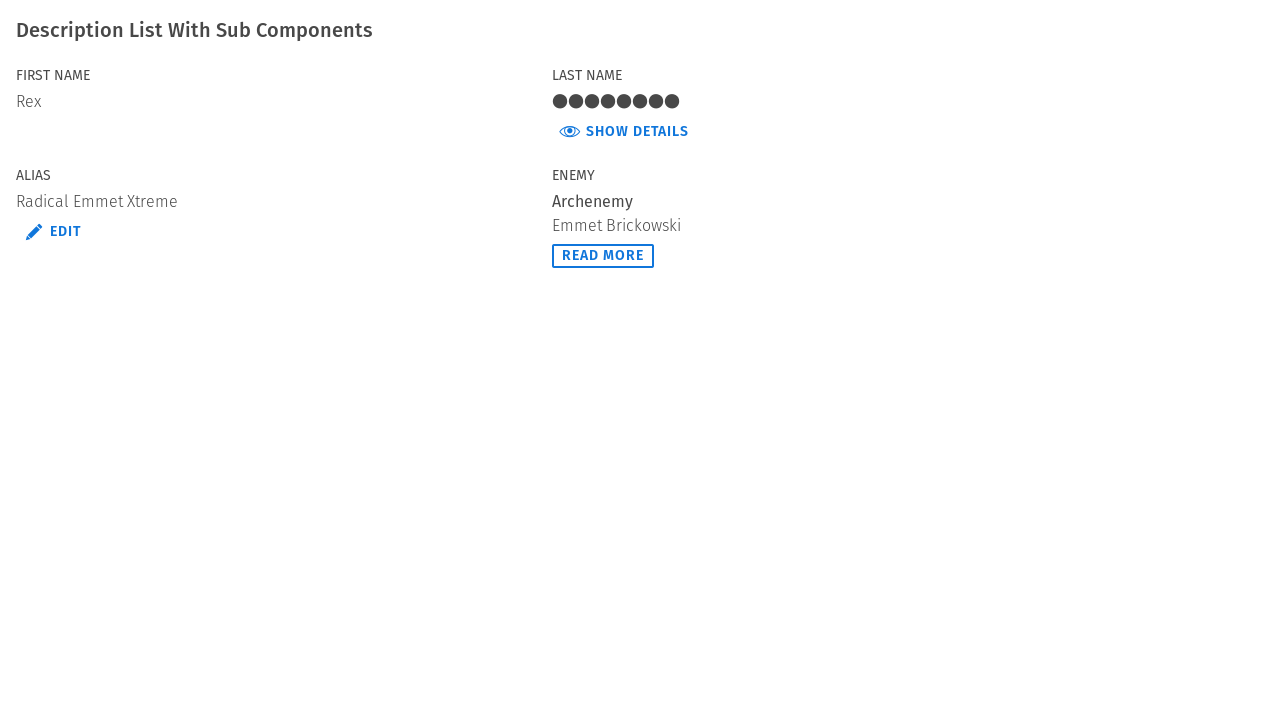 Description List With Sub Components
FIRST NAME
Rex
LAST NAME
●●●●●●●●
SHOW DETAILS
ALIAS
Radical Emmet Xtreme
EDIT
ENEMY
Archenemy
Emmet Brickowski
READ MORE